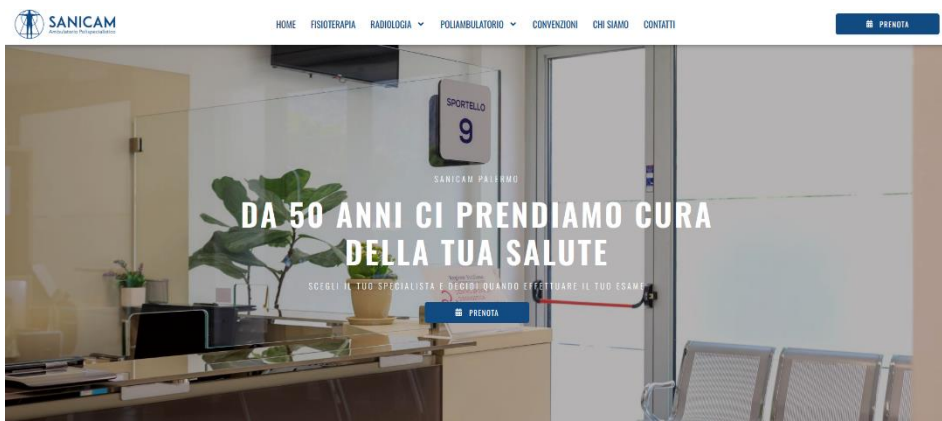 SANICAM
Ambulatorio Polispecialistico
HOME FISIOTERAPIA RADIOLOGIA POLIAMBULATORIO CONVENZIONI CHI SIAMO CONTATTI
PRENOTA
SPORTELLO
9
SANICAM PALERMO
DA 50 ANNI CI PRENDIAMO CURA
DELLA TUA SALUTE
SCEGLI IL TUO SPECIALISTA E DECIDI QUANDO EFFETTUARE IL TUO ESAME
PRENOTA